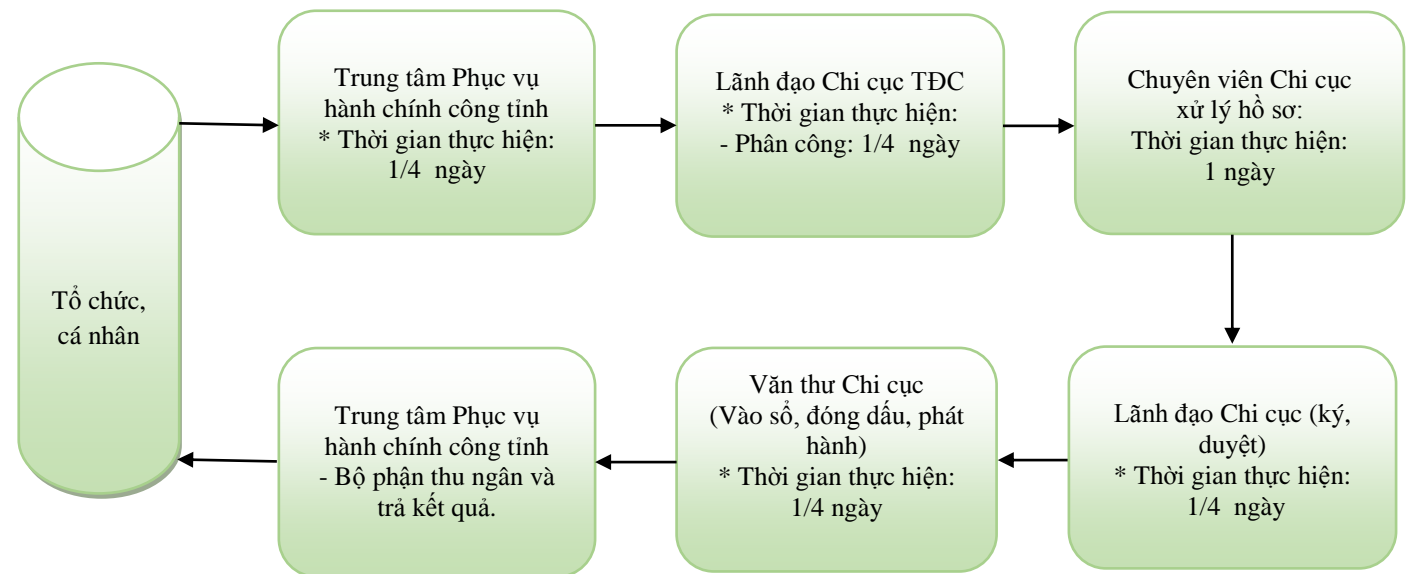 Tổ chức,
cá nhân
Trung tâm Phục vụ
hành chính công tỉnh
* Thời gian thực hiện:
1/4 ngày
Lãnh đạo Chi cục TĐC
* Thời gian thực hiện:
- Phân công: 1/4 ngày
Chuyên viên Chi cục
xử lý hồ sơ:
Thời gian thực hiện:
1 ngày
Lãnh đạo Chi cục (ký,
duyệt)
* Thời gian thực hiện:
1/4 ngày
Văn thư Chi cục
(Vào sổ, đóng dấu, phát
hành)
* Thời gian thực hiện:
1/4 ngày
Trung tâm Phục vụ
hành chính công tỉnh
- Bộ phận thu ngân và
trả kết quả.